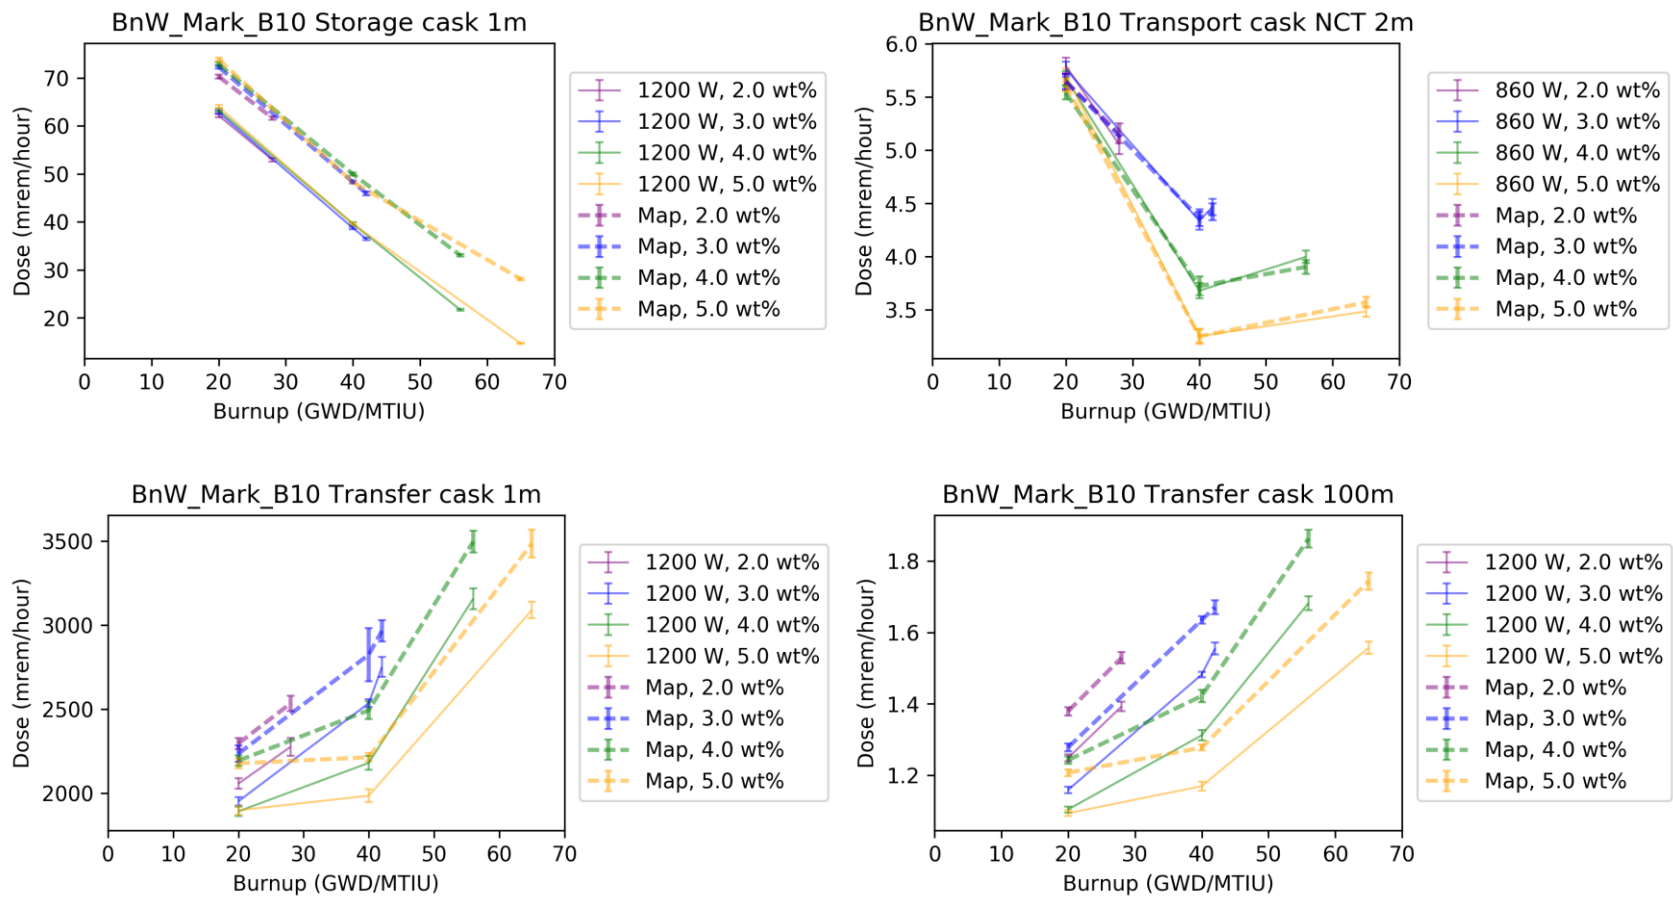 BnW_Mark_B10 Storage cask 1m
70
60
50
40
30
20
Dose (mrem/hour)
0 10 20 30 40 50 60 70
Burnup (GWD/MTIU)
1200 W, 2.0 wt%
1200 W, 3.0 wt%
1200 W, 4.0 wt%
1200 W, 5.0 wt%
Map, 2.0 wt%
Map, 3.0 wt%
Map, 4.0 wt%
Map, 5.0 wt%
BnW_Mark_B10 Transport cask NCT 2m
6.0
5.5
5.0
4.5
4.0
3.5
Dose (mrem/hour)
0 10 20 30 40 50 60 70
Burnup (GWD/MTIU)
860 W, 2.0 wt%
860 W, 3.0 wt%
860 W, 4.0 wt%
860 W, 5.0 wt%
Map, 2.0 wt%
Map, 3.0 wt%
Map, 4.0 wt%
Map, 5.0 wt%
BnW_Mark_B10 Transfer cask 1m
3500
3000
2500
2000
Dose (mrem/hour)
0 10 20 30 40 50 60 70
Burnup (GWD/MTIU)
1200 W, 2.0 wt%
1200 W, 3.0 wt%
1200 W, 4.0 wt%
1200 W, 5.0 wt%
Map, 2.0 wt%
Map, 3.0 wt%
Map, 4.0 wt%
Map, 5.0 wt%
BnW_Mark_B10 Transfer cask 100m
1.8
1.6
1.4
1.2
Dose (mrem/hour)
0 10 20 30 40 50 60 70
Burnup (GWD/MTIU)
1200 W, 2.0 wt%
1200 W, 3.0 wt%
1200 W, 4.0 wt%
1200 W, 5.0 wt%
Map, 2.0 wt%
Map, 3.0 wt%
Map, 4.0 wt%
Map, 5.0 wt%